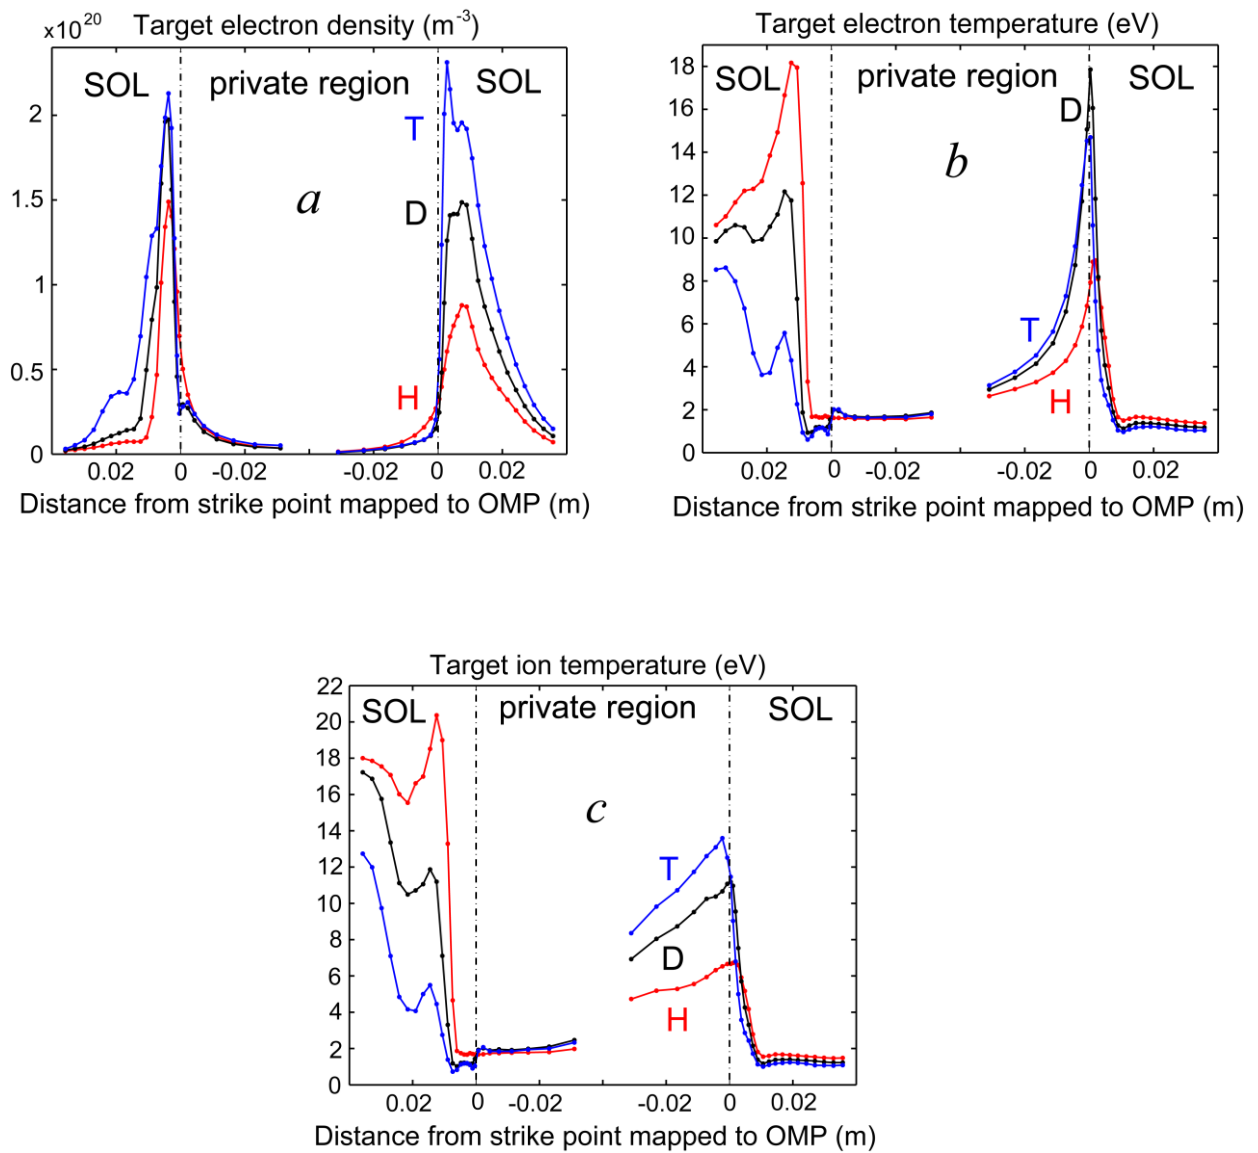 Target electron density (m-3)
x10^20
SOL private region SOL
T
D
H
a
2
1.5
1
0.5
0
0.02 0 -0.02 -0.02 0 0.02
Distance from strike point mapped to OMP (m)
Target electron temperature (eV)
SOL private region SOL
D
T
H
b
18
16
14
12
10
8
6
4
2
0
0.02 0 -0.02 -0.02 0 0.02
Distance from strike point mapped to OMP (m)
Target ion temperature (eV)
SOL private region SOL
T
D
H
c
22
20
18
16
14
12
10
8
6
4
2
0
0.02 0 -0.02 -0.02 0 0.02
Distance from strike point mapped to OMP (m)